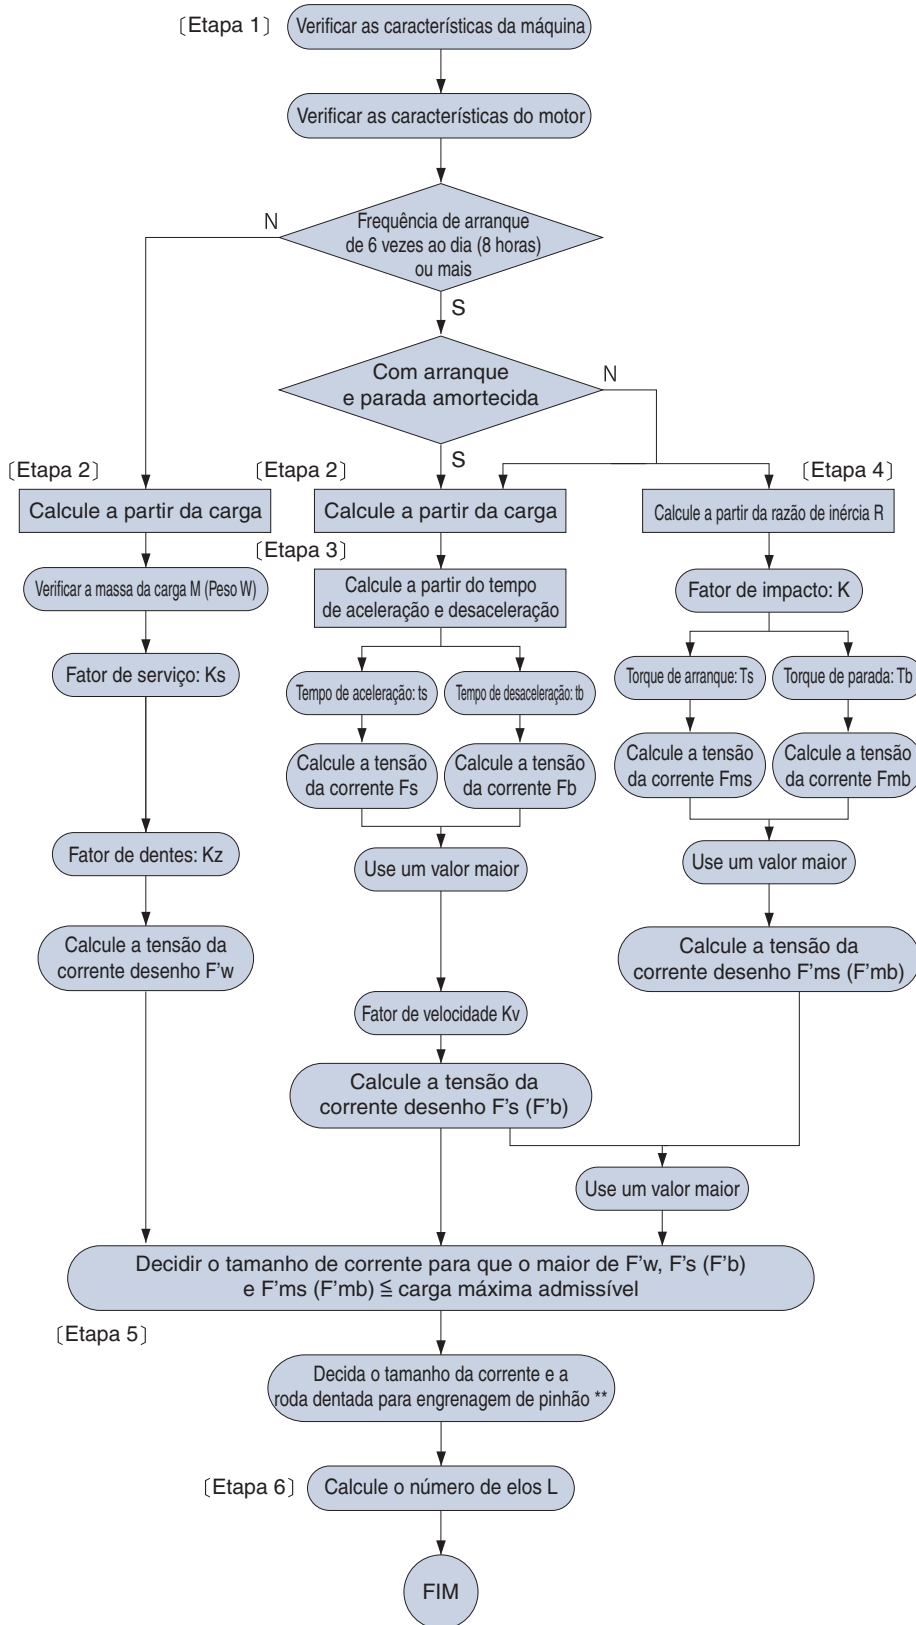 〔Etapa 1〕
Verificar as características da máquina
Verificar as características do motor
N
Frequência de arranque
de 6 vezes ao dia (8 horas)
ou mais
S
Com arranque
e parada amortecida
N
S
〔Etapa 2〕
〔Etapa 2〕
〔Etapa 4〕
Calcule a partir da carga
Calcule a partir da carga
Calcule a partir da razão de inércia R
〔Etapa 3〕
Verificar a massa da carga M (Peso W)
Calcule a partir do tempo
de aceleração e desaceleração
Fator de impacto: K
Fator de serviço: Ks
Tempo de aceleração: ts
Tempo de desaceleração: tb
Torque de arranque: Ts
Torque de parada: Tb
Calcule a tensão
da corrente Fs
Calcule a tensão
da corrente Fb
Calcule a tensão
da corrente Fms
Calcule a tensão
da corrente Fmb
Fator de dentes: Kz
Use um valor maior
Use um valor maior
Calcule a tensão da
corrente desenho F'w
Calcule a tensão da
corrente desenho F'ms (F'mb)
Fator de velocidade Kv
Calcule a tensão da
corrente desenho F's (F'b)
Use um valor maior
Decidir o tamanho de corrente para que o maior de F'w, F's (F'b)
e F'ms (F'mb) ≦ carga máxima admissível
〔Etapa 5〕
Decida o tamanho da corrente e a
roda dentada para engrenagem de pinhão **
〔Etapa 6〕
Calcule o número de elos L
FIM